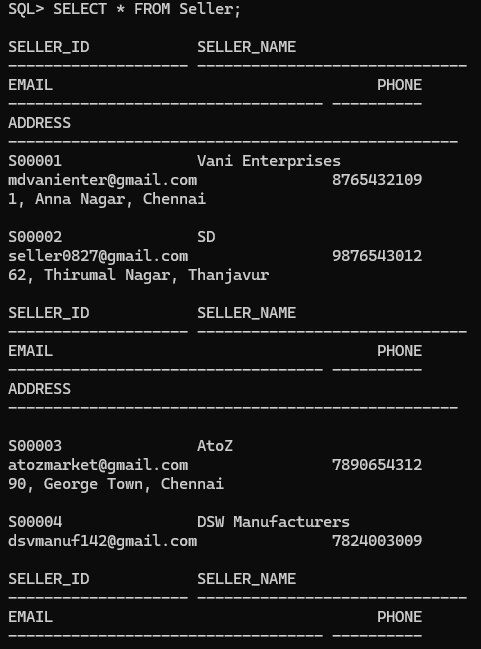 SQL> SELECT * FROM Seller;
SELLER_ID SELLER_NAME
-------------------- ------------------------------
EMAIL PHONE
----------------------------------- ----------
ADDRESS
--------------------------------------------------
S00001 Vani Enterprises
mdvanienter@gmail.com 8765432109
1, Anna Nagar, Chennai
S00002 SD
seller0827@gmail.com 9876543012
62, Thirumal Nagar, Thanjavur
SELLER_ID SELLER_NAME
-------------------- ------------------------------
EMAIL PHONE
----------------------------------- ----------
ADDRESS
--------------------------------------------------
S00003 AtoZ
atozmarket@gmail.com 7890654312
90, George Town, Chennai
S00004 DSW Manufacturers
dsvmanuf142@gmail.com 7824003009
SELLER_ID SELLER_NAME
-------------------- ------------------------------
EMAIL PHONE
----------------------------------- ----------